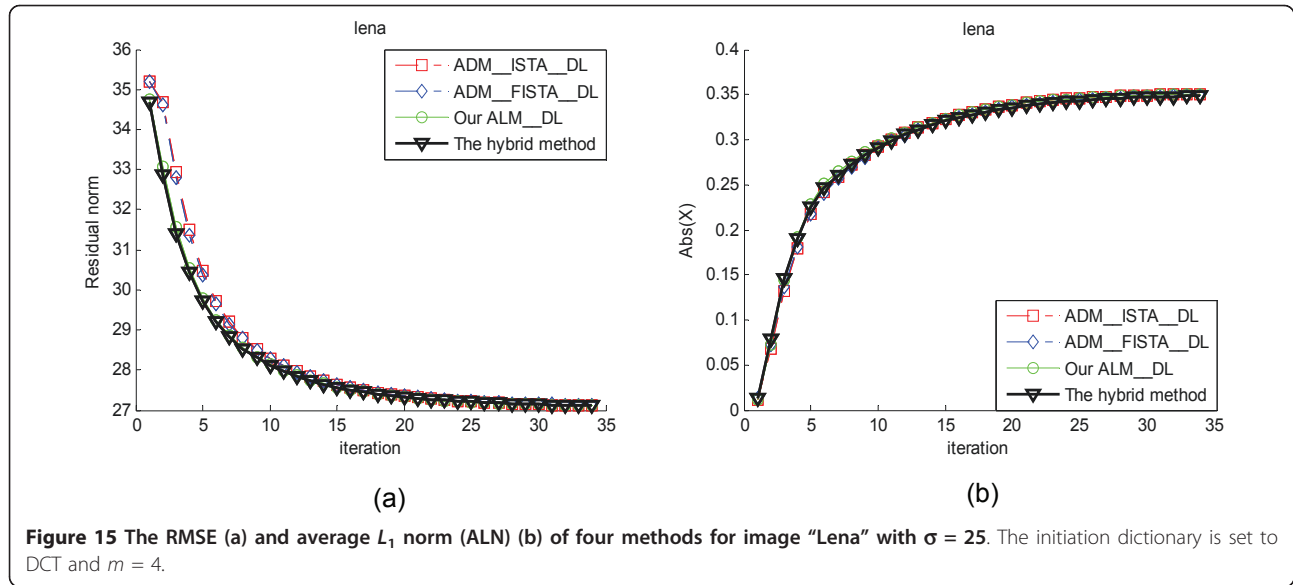 lena
36
35
34
33
32
31
30
29
28
27
Residual norm
0 5 10 15 20 25 30 35
iteration
ADM__ISTA__DL
ADM__FISTA__DL
Our ALM__DL
The hybrid method
(a)
lena
0.4
0.35
0.3
0.25
0.2
0.15
0.1
0.05
0
Abs(X)
0 5 10 15 20 25 30 35
iteration
ADM__ISTA__DL
ADM__FISTA__DL
Our ALM__DL
The hybrid method
(b)
Figure 15 The RMSE (a) and average L₁ norm (ALN) (b) of four methods for image “Lena” with σ = 25. The initiation dictionary is set to
DCT and m = 4.